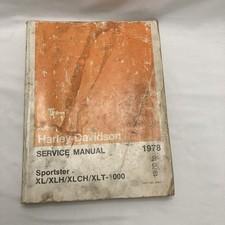 Harley-Davidson
SERVICE MANUAL 1978
Sportster -
XL/XLH/XLCH/XLT-1000